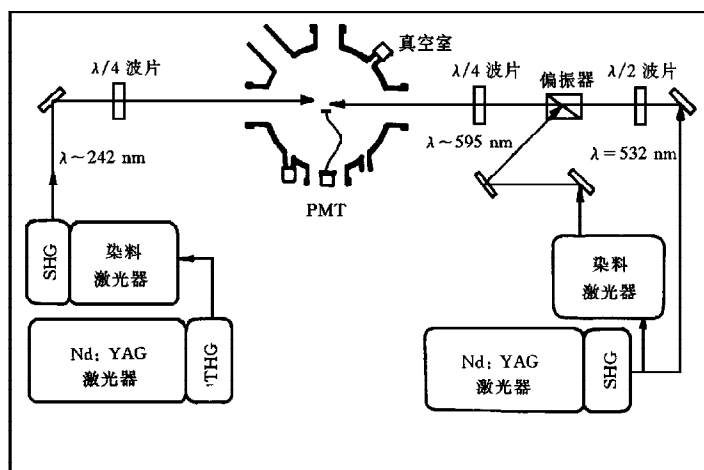 真空室
λ/4 波片
λ/4 波片
偏振器
λ/2 波片
λ~242 nm
λ~595 nm
λ=532nm
PMT
SHG
染料
激光器
染料
激光器
Nd: YAG
激光器
THG
Nd: YAG
激光器
SHG